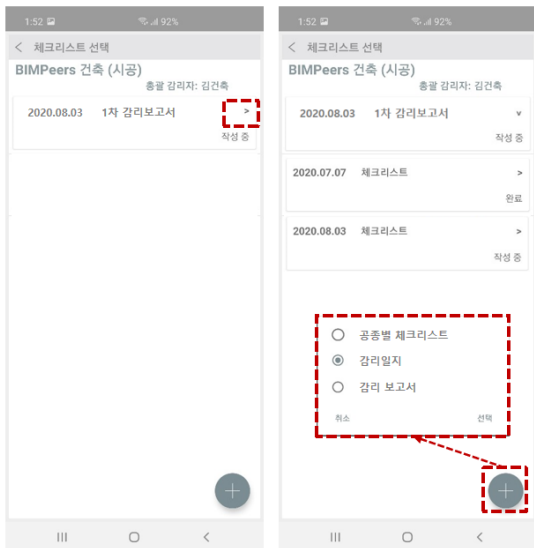 1:52 92%
< 체크리스트 선택
BIMPeers 건축 (시공)
총괄 감리자: 김건축
2020.08.03 1차 감리보고서 >
작성 중
1:52 92%
< 체크리스트 선택
BIMPeers 건축 (시공)
총괄 감리자: 김건축
2020.08.03 1차 감리보고서 v
작성 중
2020.07.07 체크리스트 >
완료
2020.08.03 체크리스트 >
작성 중
공종별 체크리스트
감리일지
감리 보고서
취소 선택